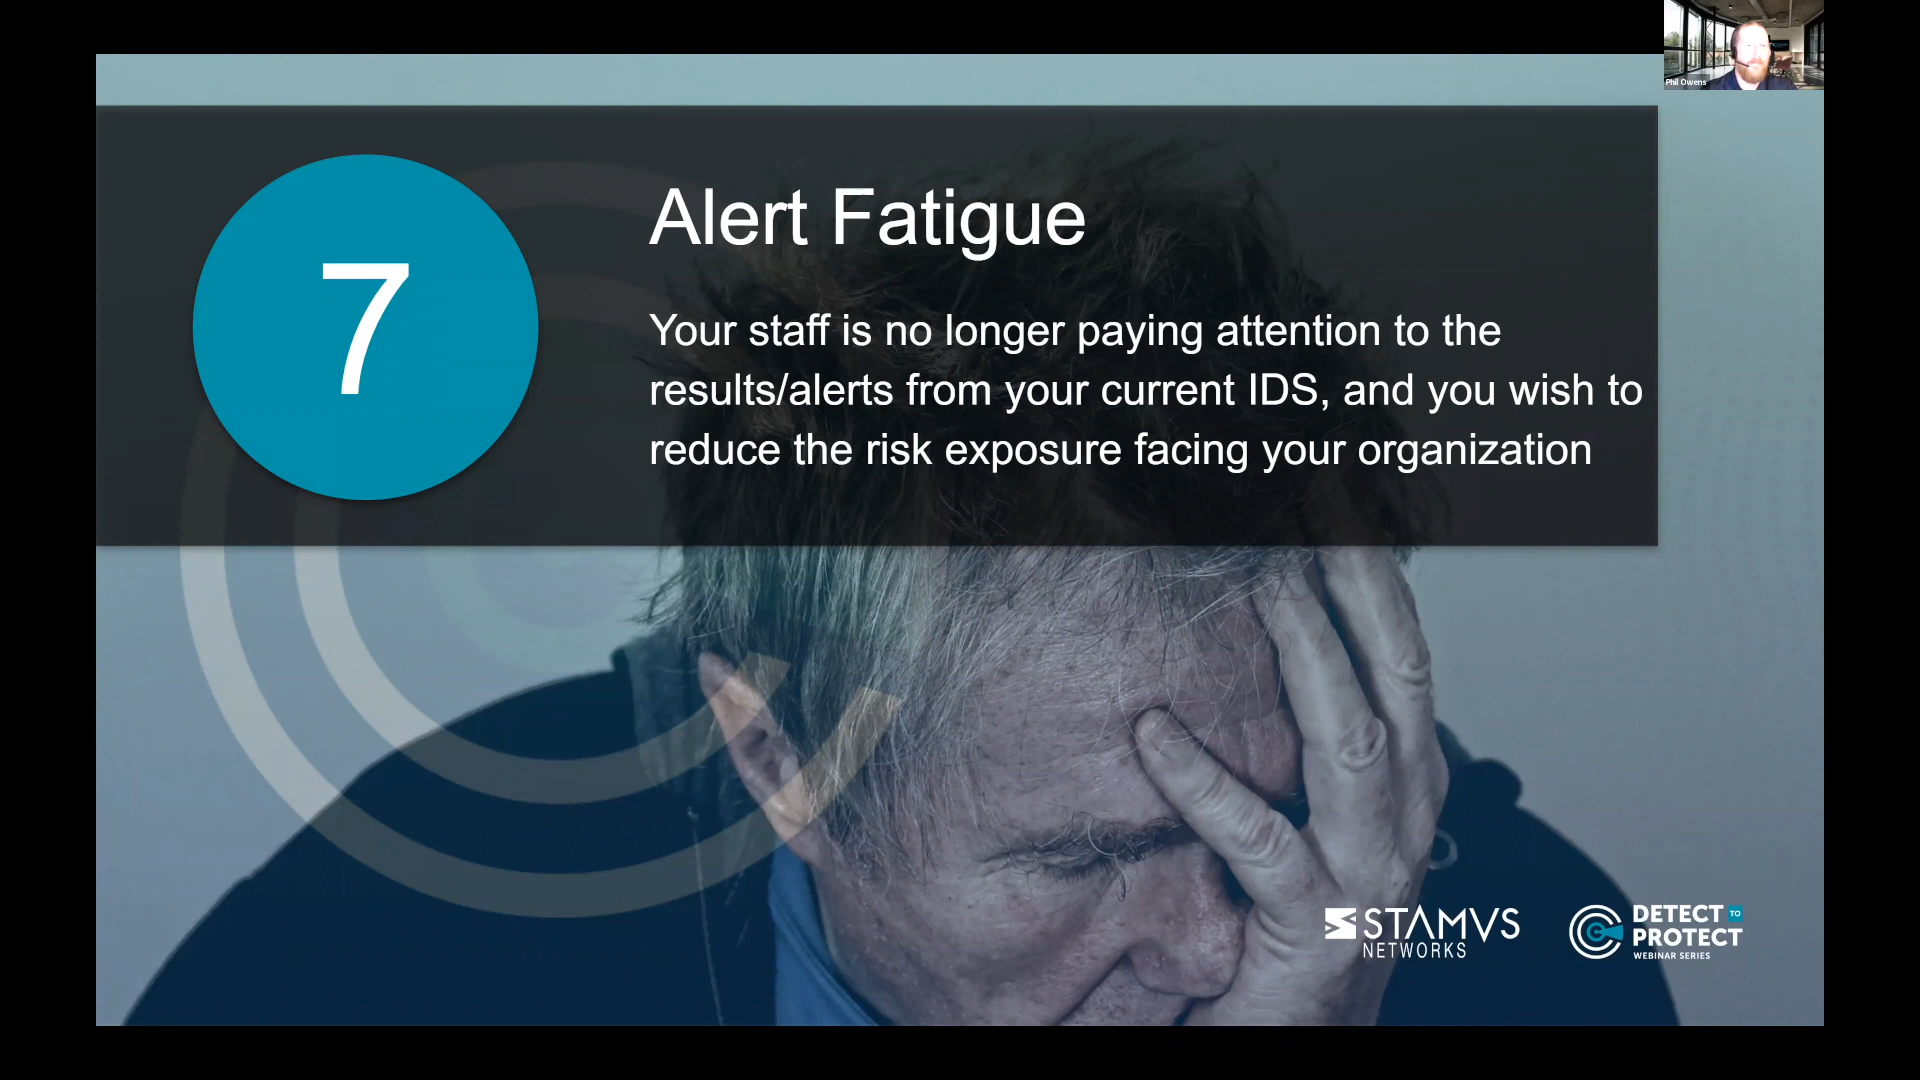 Phil Owens
7
Alert Fatigue
Your staff is no longer paying attention to the
results/alerts from your current IDS, and you wish to
reduce the risk exposure facing your organization
STAMVS
NETWORKS
DETECT TO
PROTECT
WEBINAR SERIES